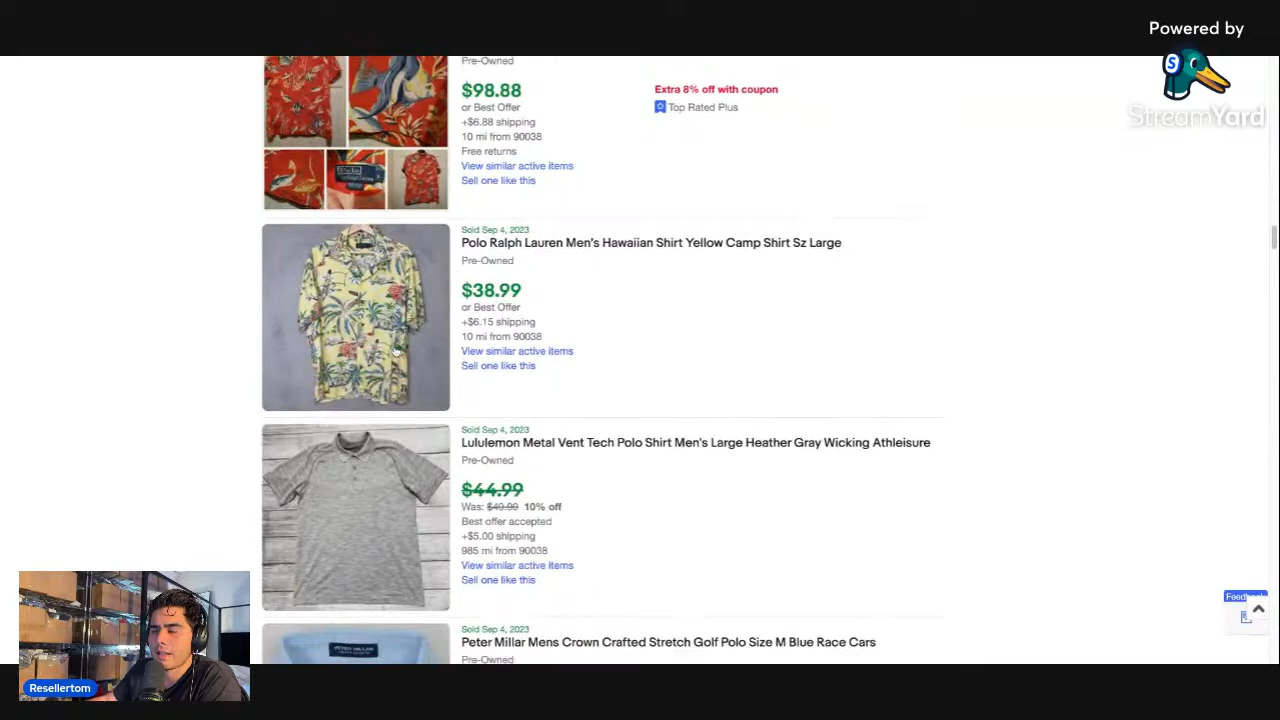 Powered by
S
StreamYard
Pre-Owned
$98.88
or Best Offer
+$6.88 shipping
10 mi from 90038
Free returns
View similar active items
Sell one like this
Extra 8% off with coupon
Top Rated Plus
Sold Sep 4, 2023
Polo Ralph Lauren Men's Hawaiian Shirt Yellow Camp Shirt Sz Large
Pre-Owned
$38.99
or Best Offer
+$6.15 shipping
10 mi from 90038
View similar active items
Sell one like this
Sold Sep 4, 2023
Lululemon Metal Vent Tech Polo Shirt Men's Large Heather Gray Wicking Athleisure
Pre-Owned
$44.99
Was: $49.99 10% off
Best offer accepted
+$5.00 shipping
985 mi from 90038
View similar active items
Sell one like this
Sold Sep 4, 2023
Peter Millar Mens Crown Crafted Stretch Golf Polo Size M Blue Race Cars
Pre-Owned
PETER MILLAR
Feedback
Resellertom